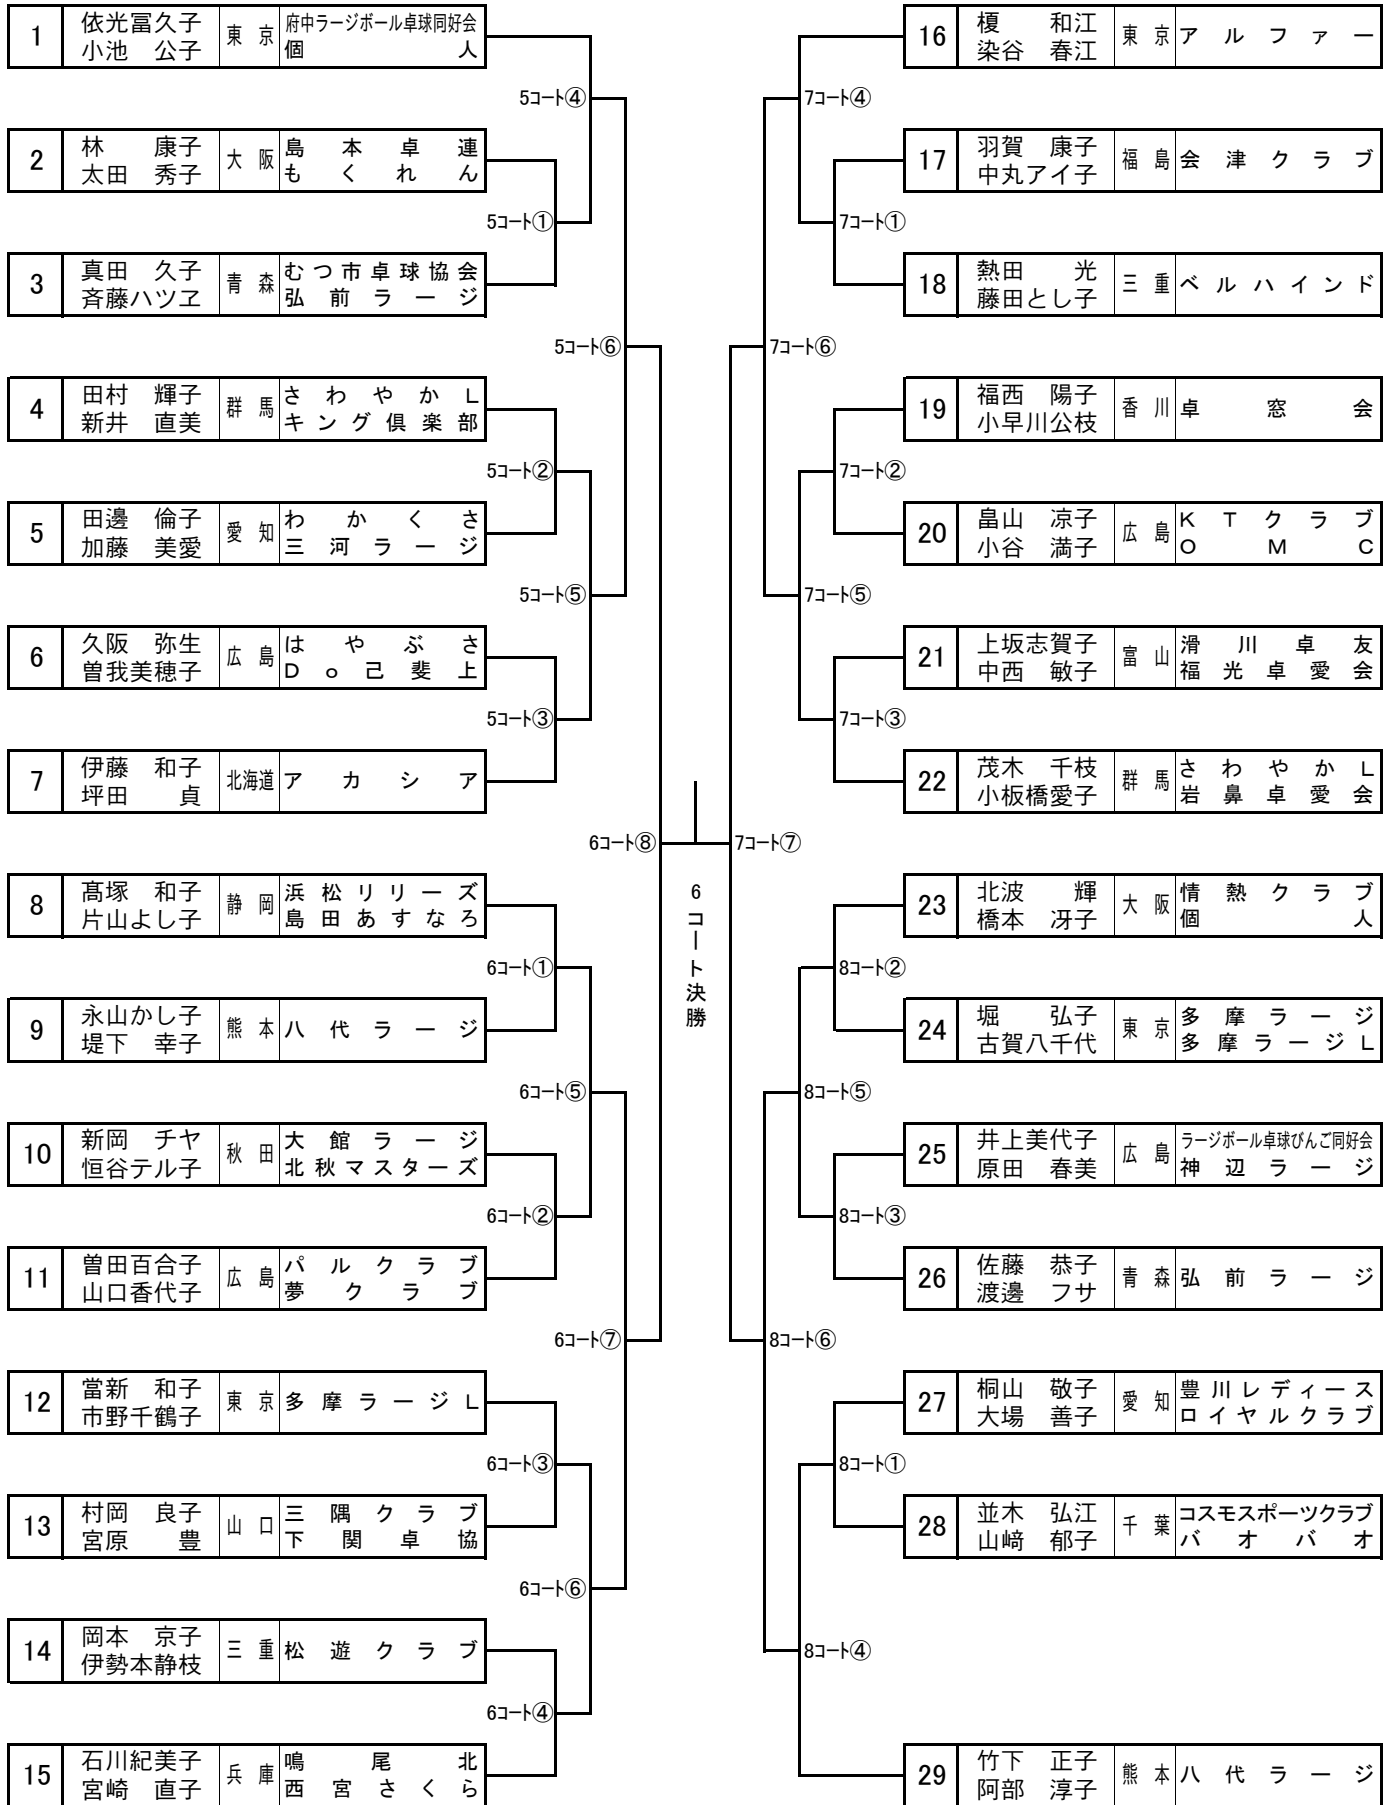 1
依光冨久子
小池 公子
東 京
府中ラージボール卓球同好会
個 人
5コート④
2
林 康子
太田 秀子
大 阪
島本卓連
もくれん
5コート①
3
真田 久子
斉藤ハツヱ
青 森
むつ市卓球協会
弘前ラージ
5コート⑥
4
田村 輝子
新井 直美
群 馬
さわやかL
キング倶楽部
5コート②
5
田邊 倫子
加藤 美愛
愛 知
わかくさ
三河ラージ
5コート⑤
6
久阪 弥生
曽我美穂子
広 島
はやぶさ
Do己斐上
5コート③
7
伊藤 和子
坪田 貞
北海道
アカシア
6コート⑧
8
髙塚 和子
片山よし子
静 岡
浜松リリーズ
島田あすなろ
6コート①
9
永山かし子
堤下 幸子
熊 本
八代ラージ
6コート⑤
10
新岡 チヤ
恒谷テル子
秋 田
大館ラージ
北秋マスターズ
6コート②
11
曽田百合子
山口香代子
広 島
パルクラブ
夢クラブ
6コート⑦
12
當新 和子
市野千鶴子
東 京
多摩ラージL
6コート③
13
村岡 良子
宮原 豊
山 口
三隅クラブ
下関卓協
6コート⑥
14
岡本 京子
伊勢本静枝
三 重
松遊クラブ
6コート④
15
石川紀美子
宮崎 直子
兵 庫
鳴尾北
西宮さくら
6コート決勝
16
榎 和江
染谷 春江
東 京
アルファー
7コート④
17
羽賀 康子
中丸アイ子
福 島
会津クラブ
7コート①
18
熱田 光
藤田とし子
三 重
ベルハインド
7コート⑥
19
福西 陽子
小早川公枝
香 川
卓窓会
7コート②
20
畠山 凉子
小谷 満子
広 島
KTクラブ
OMC
7コート⑤
21
上坂志賀子
中西 敏子
富 山
滑川卓友
福光卓愛会
7コート③
22
茂木 千枝
小板橋愛子
群 馬
さわやかL
岩鼻卓愛会
7コート⑦
23
北波 輝
橋本 冴子
大 阪
情熱クラブ
個 人
8コート②
24
堀 弘子
古賀八千代
東 京
多摩ラージ
多摩ラージL
8コート⑤
25
井上美代子
原田 春美
広 島
ラージボール卓球びんご同好会
神辺ラージ
8コート③
26
佐藤 恭子
渡邊 フサ
青 森
弘前ラージ
8コート⑥
27
桐山 敬子
大場 善子
愛 知
豊川レディース
ロイヤルクラブ
8コート①
28
並木 弘江
山﨑 郁子
千 葉
コスモスポーツクラブ
バオバオ
8コート④
29
竹下 正子
阿部 淳子
熊 本
八代ラージ